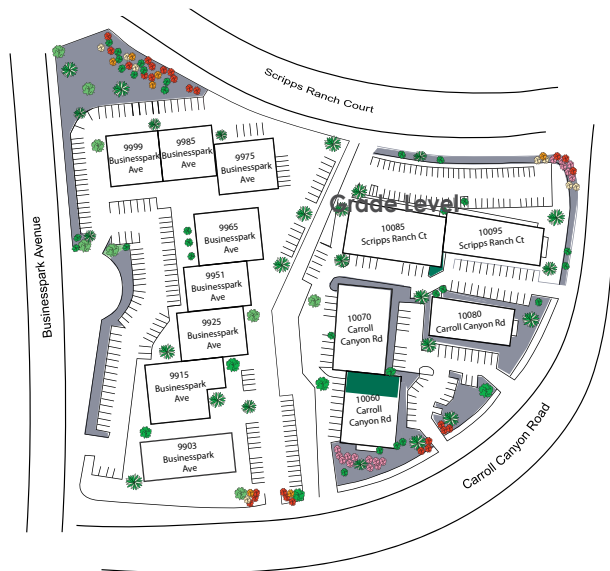 Scripps Ranch Court
Businesspark Avenue
Carroll Canyon Road
Grade Level
9999
Businesspark
Ave
9985
Businesspark
Ave
9975
Businesspark
Ave
9965
Businesspark
Ave
9951
Businesspark
Ave
9925
Businesspark
Ave
9915
Businesspark
Ave
9903
Businesspark
Ave
10085
Scripps Ranch Ct
10095
Scripps Ranch Ct
10070
Carroll
Canyon Rd
10080
Carroll Canyon Rd
10060
Carroll
Canyon Rd